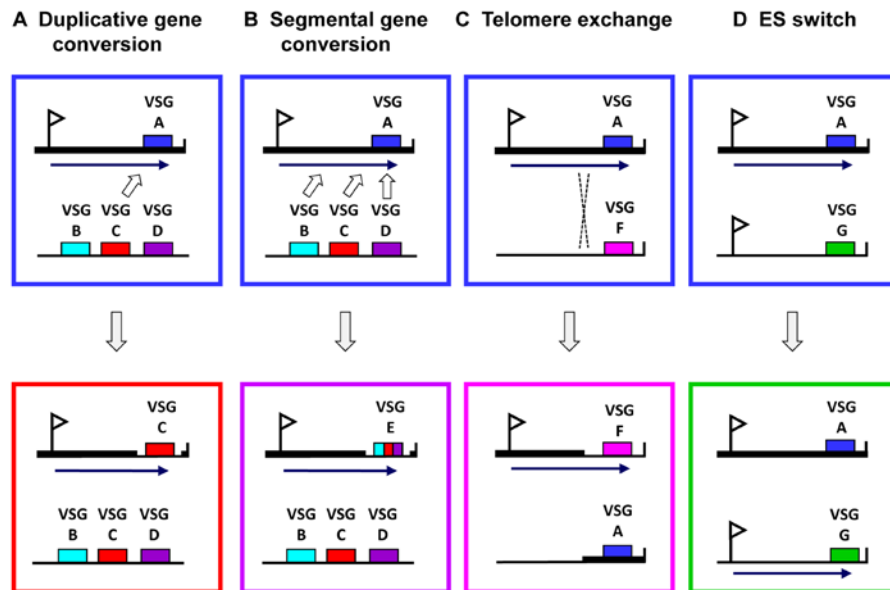 A Duplicative gene conversion
B Segmental gene conversion
C Telomere exchange
D ES switch
VSG A
VSG B VSG C VSG D
VSG A
VSG B VSG C VSG D
VSG A
VSG F
VSG A
VSG G
VSG C
VSG B VSG C VSG D
VSG E
VSG B VSG C VSG D
VSG F
VSG A
VSG A
VSG G